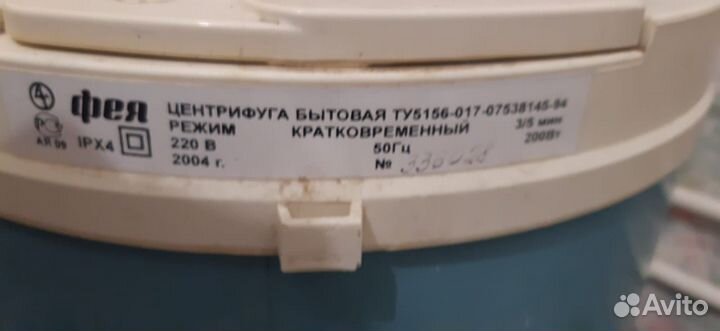 фея ЦЕНТРИФУГА БЫТОВАЯ ТУ5156-017-07538145-94
РЕЖИМ КРАТКОВРЕМЕННЫЙ 3/5 мин
IPX4 220 В 50Гц 200Вт
2004 г. №
Avito